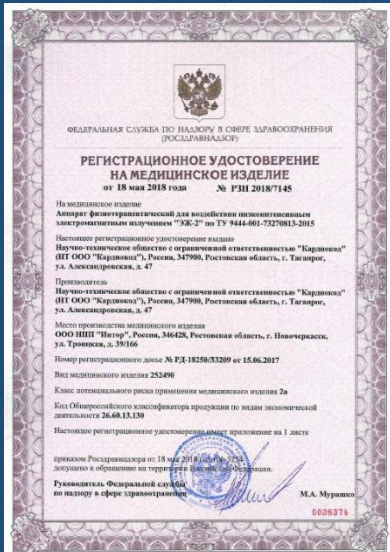 ФЕДЕРАЛЬНАЯ СЛУЖБА ПО НАДЗОРУ В СФЕРЕ ЗДРАВООХРАНЕНИЯ
(РОСЗДРАВНАДЗОР)
РЕГИСТРАЦИОННОЕ УДОСТОВЕРЕНИЕ
НА МЕДИЦИНСКОЕ ИЗДЕЛИЕ
от 18 мая 2018 года № РЗН 2018/7145
На медицинское изделие
Аппарат физиотерапевтический для воздействия низкоинтенсивным
электромагнитным излучением "ЭЖ-2" по ТУ 9444-001-73270813-2015
Настоящее регистрационное удостоверение выдано
Научно-техническое общество с ограниченной ответственностью "Кардиокод"
(НТ ООО "Кардиокод"), Россия, 347900, Ростовская область, г. Таганрог,
ул. Александровская, д. 47
Производитель
Научно-техническое общество с ограниченной ответственностью "Кардиокод"
(НТ ООО "Кардиокод"), Россия, 347900, Ростовская область, г. Таганрог,
ул. Александровская, д. 47
Место производства медицинского изделия
ООО НПП "Интор", Россия, 346428, Ростовская область, г. Новочеркасск,
ул. Троицкая, д. 39/166
Номер регистрационного досье № РД-18250/33209 от 15.06.2017
Вид медицинского изделия 252490
Класс потенциального риска применения медицинского изделия 2а
Код Общероссийского классификатора продукции по видам экономической
деятельности 26.60.13.130
Настоящее регистрационное удостоверение имеет приложение на 1 листе
приказом Росздравнадзора от 18 мая 2018 года № 3234
допущено к обращению на территории Российской Федерации.
Руководитель Федеральной службы
по надзору в сфере здравоохранения М.А. Мурашко
0038374